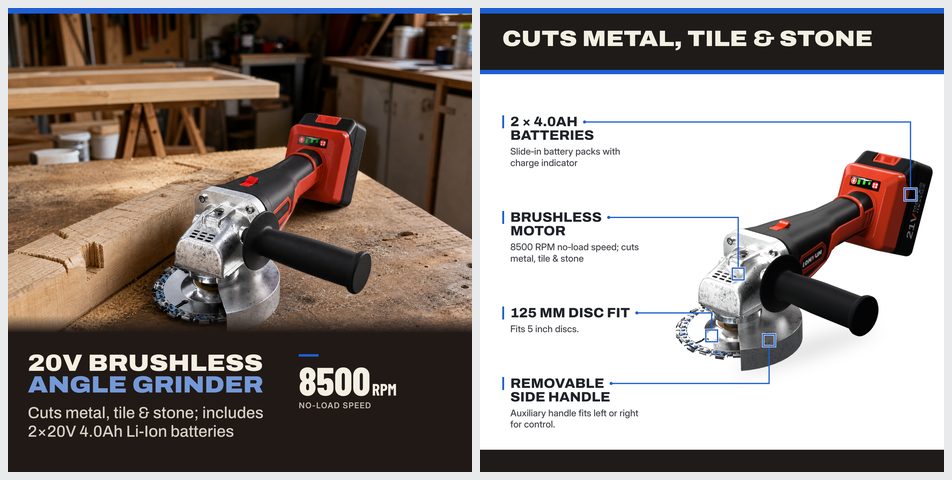 20V BRUSHLESS
ANGLE GRINDER
Cuts metal, tile & stone; includes
2×20V 4.0Ah Li-Ion batteries
8500 RPM
NO-LOAD SPEED
CUTS METAL, TILE & STONE
2 × 4.0AH
BATTERIES
Slide-in battery packs with
charge indicator
BRUSHLESS
MOTOR
8500 RPM no-load speed; cuts
metal, tile & stone
125 MM DISC FIT
Fits 5 inch discs.
REMOVABLE
SIDE HANDLE
Auxiliary handle fits left or right
for control.
21V